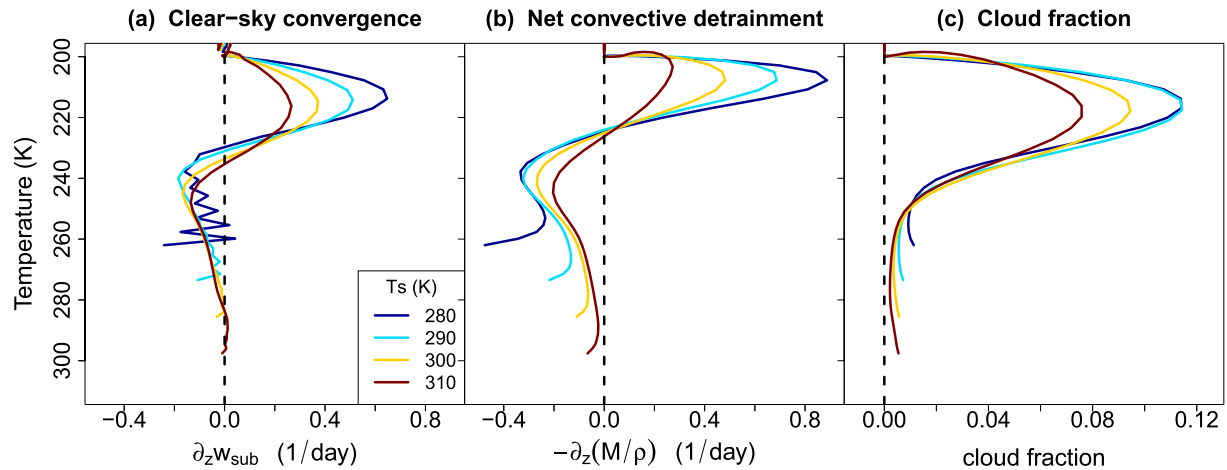 (a) Clear−sky convergence
(b) Net convective detrainment
(c) Cloud fraction
Temperature (K)
200
220
240
260
280
300
Ts (K)
280
290
300
310
−0.4
0.0
0.4
0.8
−0.4
0.0
0.4
0.8
0.00
0.04
0.08
0.12
∂zwsub (1/day)
−∂z(M/ρ) (1/day)
cloud fraction